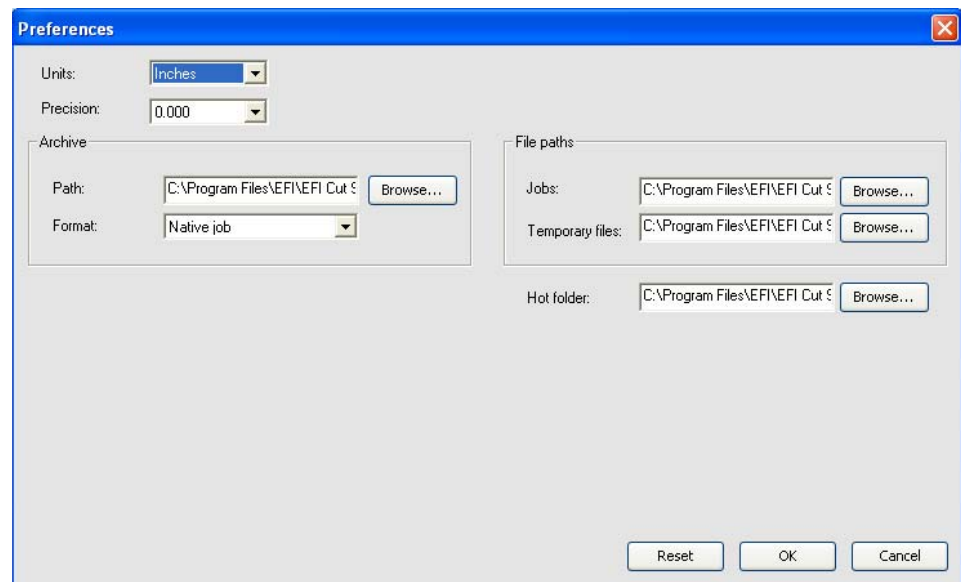 Preferences
Units: Inches
Precision: 0.000
Archive
Path: C:\Program Files\EFI\EFI Cut S Browse...
Format: Native job
File paths
Jobs: C:\Program Files\EFI\EFI Cut S Browse...
Temporary files: C:\Program Files\EFI\EFI Cut S Browse...
Hot folder: C:\Program Files\EFI\EFI Cut S Browse...
Reset OK Cancel